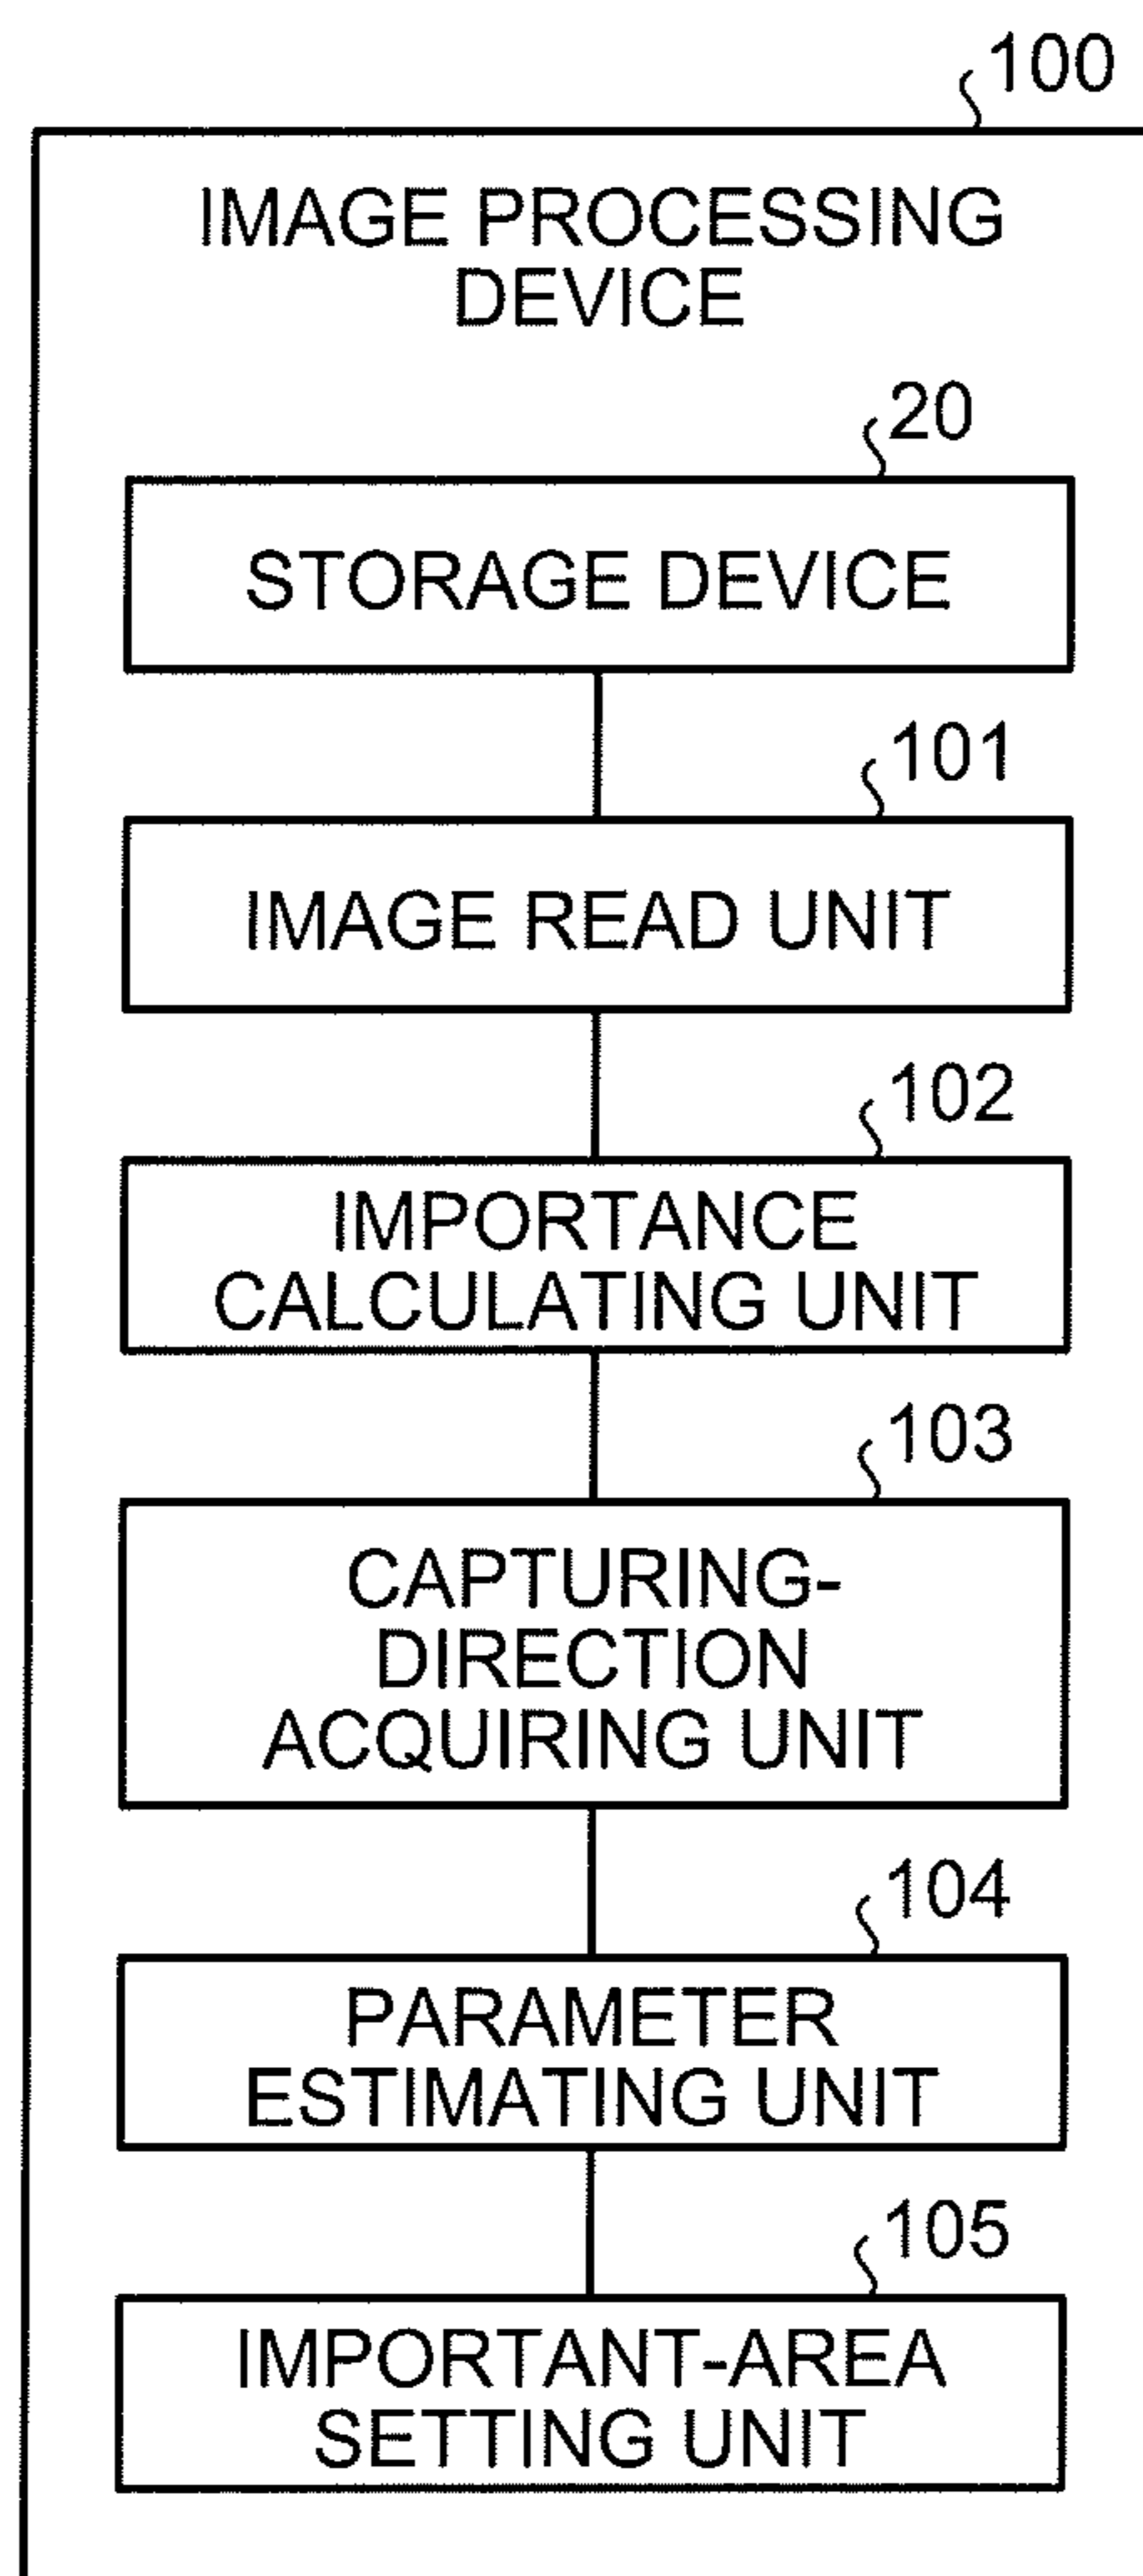 100
IMAGE PROCESSING
DEVICE
20
STORAGE DEVICE
101
IMAGE READ UNIT
102
IMPORTANCE
CALCULATING UNIT
103
CAPTURING-
DIRECTION
ACQUIRING UNIT
104
PARAMETER
ESTIMATING UNIT
105
IMPORTANT-AREA
SETTING UNIT